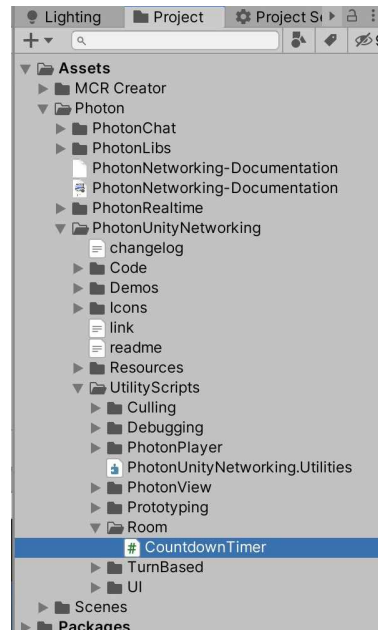 Lighting Project Project S
Assets
MCR Creator
Photon
PhotonChat
PhotonLibs
PhotonNetworking-Documentation
PhotonNetworking-Documentation
PhotonRealtime
PhotonUnityNetworking
changelog
Code
Demos
Icons
link
readme
Resources
UtilityScripts
Culling
Debugging
PhotonPlayer
PhotonUnityNetworking.Utilities
PhotonView
Prototyping
Room
CountdownTimer
TurnBased
UI
Scenes
Packages